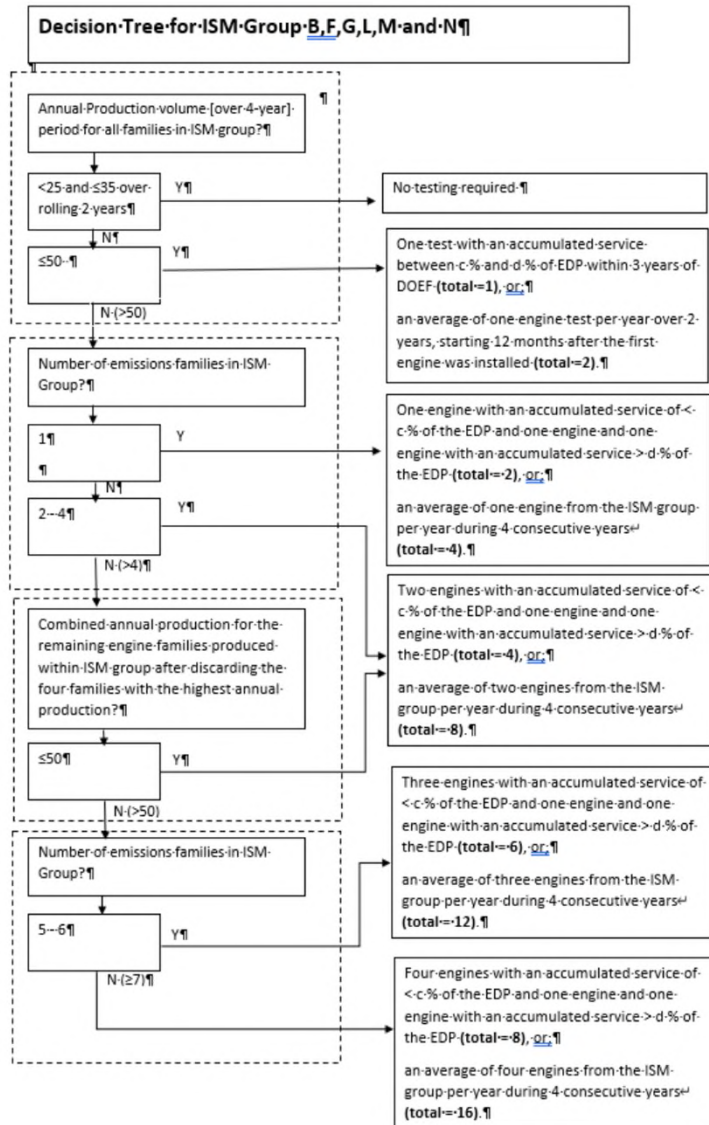 Decision·Tree·for·ISM·Group·B,F,G,L,M·and·N¶
¶
Annual·Production·volume·[over·4-year]· ¶
period·for·all·families·in·ISM·group?¶
<25·and·≤35·over·
rolling·2·years¶
Y¶
No·testing·required·¶
N¶
≤50··¶
Y¶
One·test·with·an·accumulated·service·
between·c·%·and·d·%·of·EDP·within·3·years·of·
DOEF·(total·=1),·or;¶
an·average·of·one·engine·test·per·year·over·2·
years,·starting·12·months·after·the·first·
engine·was·installed·(total·=2).¶
N·(>50)
Number·of·emissions·families·in·ISM·
Group?¶
1¶
¶
Y
One·engine·with·an·accumulated·service·of·<·
c·%·of·the·EDP·and·one·engine·and·one·
engine·with·an·accumulated·service·>·d·%·of·
the·EDP·(total·=·2),·or;¶
an·average·of·one·engine·from·the·ISM·group·
per·year·during·4·consecutive·years↵
(total·=·4).¶
N¶
2·-·4¶
Y¶
N·(>4)¶
Two·engines·with·an·accumulated·service·of·<·
c·%·of·the·EDP·and·one·engine·and·one·
engine·with·an·accumulated·service·>·d·%·of·
the·EDP·(total·=·4),·or;¶
an·average·of·two·engines·from·the·ISM·
group·per·year·during·4·consecutive·years↵
(total·=·8).¶
Combined·annual·production·for·the·
remaining·engine·families·produced·
within·ISM·group·after·discarding·the·
four·families·with·the·highest·annual·
production?¶
≤50¶
Y¶
N·(>50)
Three·engines·with·an·accumulated·service·of·
<·c·%·of·the·EDP·and·one·engine·and·one·
engine·with·an·accumulated·service·>·d·%·of·
the·EDP·(total·=·6),·or;¶
an·average·of·three·engines·from·the·ISM·
group·per·year·during·4·consecutive·years↵
(total·=·12).¶
Number·of·emissions·families·in·ISM·
Group?¶
5·-·6¶
Y¶
N·(≥7)¶
Four·engines·with·an·accumulated·service·of·
<·c·%·of·the·EDP·and·one·engine·and·one·
engine·with·an·accumulated·service·>·d·%·of·
the·EDP·(total·=·8),·or;¶
an·average·of·four·engines·from·the·ISM·
group·per·year·during·4·consecutive·years↵
(total·=·16).¶